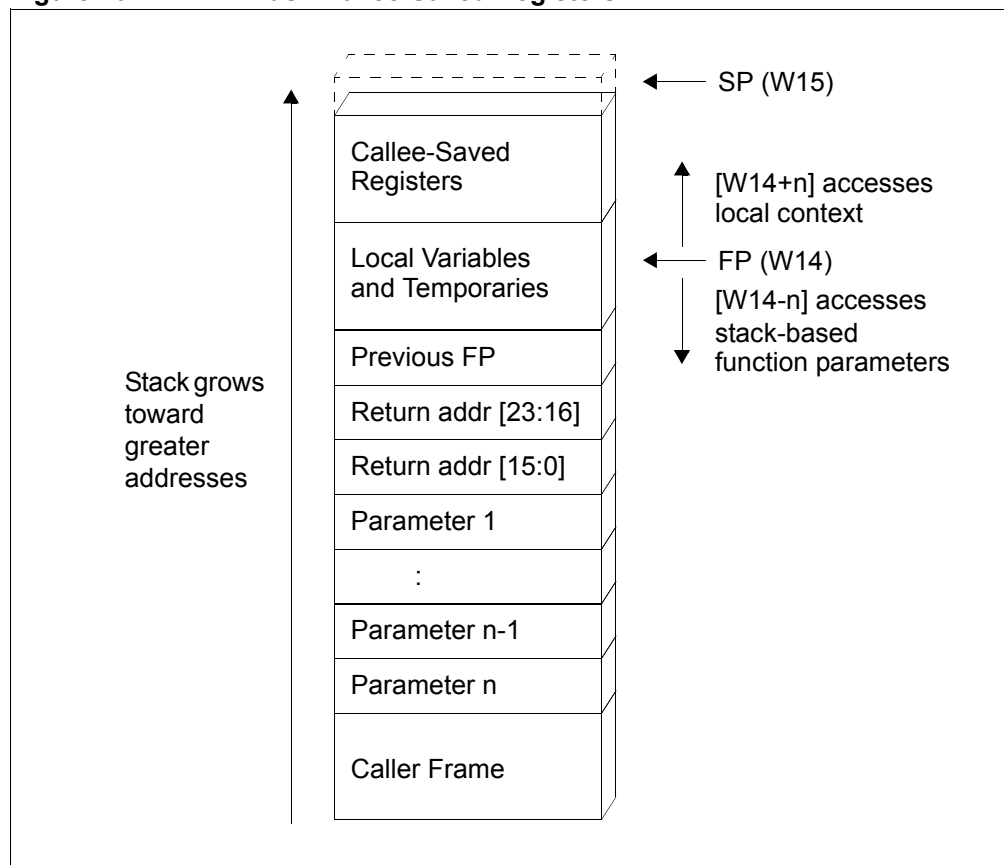 SP (W15)
Callee-Saved
Registers
[W14+n] accesses
local context
Local Variables
and Temporaries
FP (W14)
[W14-n] accesses
stack-based
function parameters
Previous FP
Stack grows
toward
greater
addresses
Return addr [23:16]
Return addr [15:0]
Parameter 1
:
Parameter n-1
Parameter n
Caller Frame